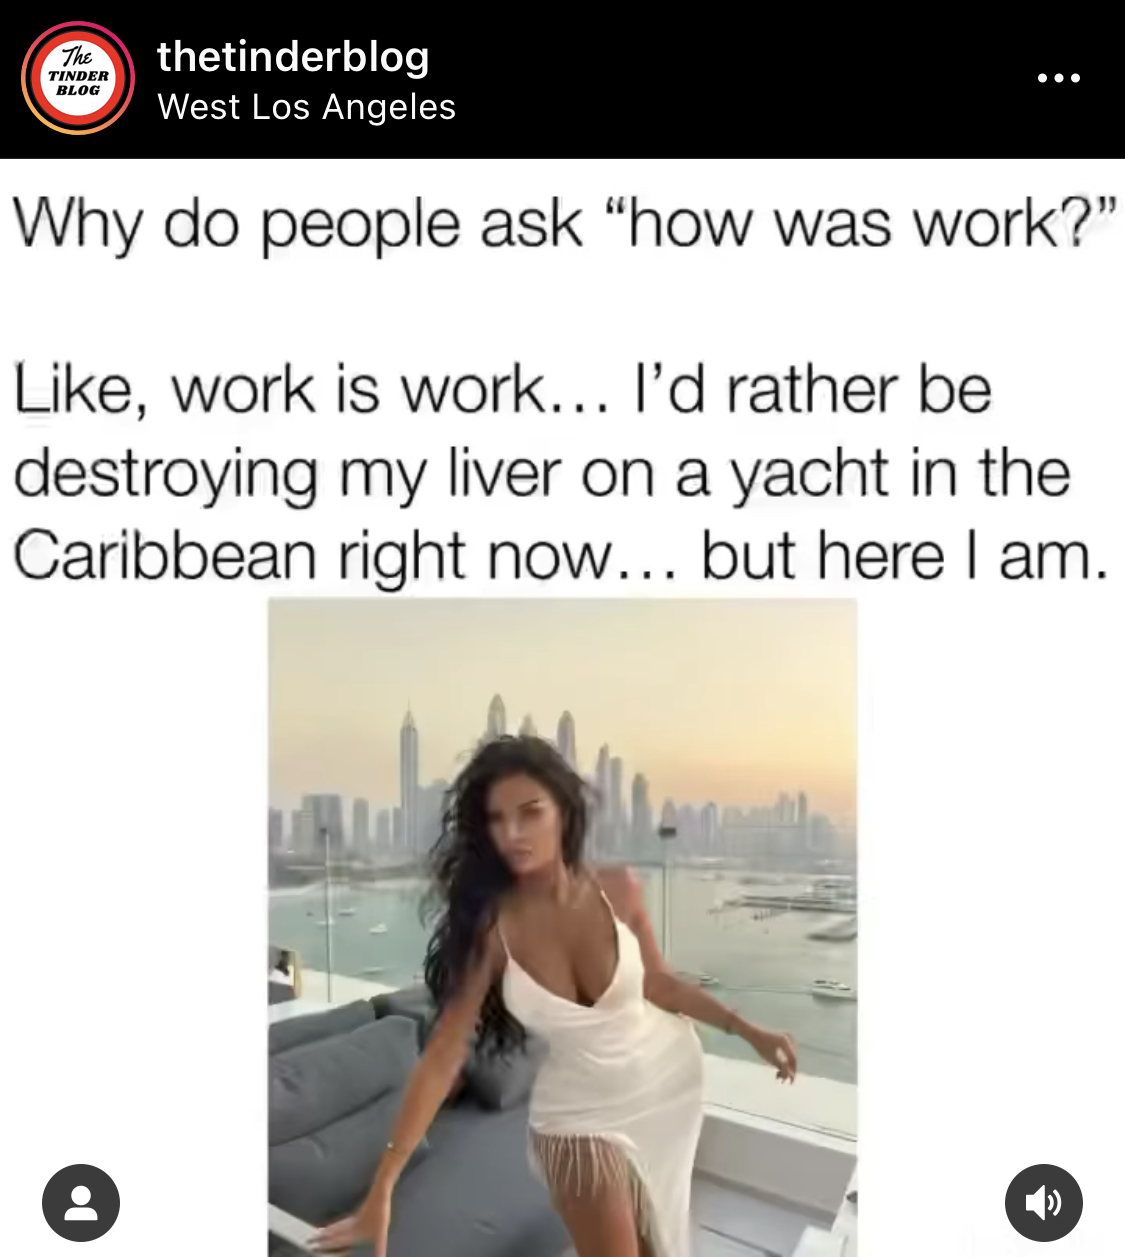 The
TINDER
BLOG
thetinderblog
West Los Angeles
Why do people ask “how was work?”
Like, work is work... I’d rather be
destroying my liver on a yacht in the
Caribbean right now... but here I am.